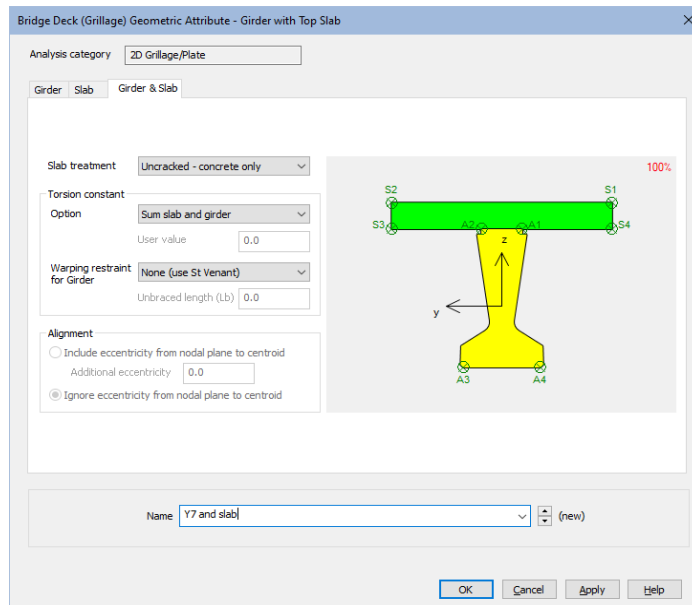 Bridge Deck (Grillage) Geometric Attribute - Girder with Top Slab
Analysis category 2D Grillage/Plate
Girder Slab Girder & Slab
Slab treatment Uncracked - concrete only
Torsion constant
Option Sum slab and girder
User value 0.0
Warping restraint for Girder None (use St Venant)
Unbraced length (Lb) 0.0
Alignment
Include eccentricity from nodal plane to centroid
Additional eccentricity 0.0
Ignore eccentricity from nodal plane to centroid
100%
S2 S1
S3 A2 A1 S4
z
y
A3 A4
Name Y7 and slab (new)
OK Cancel Apply Help